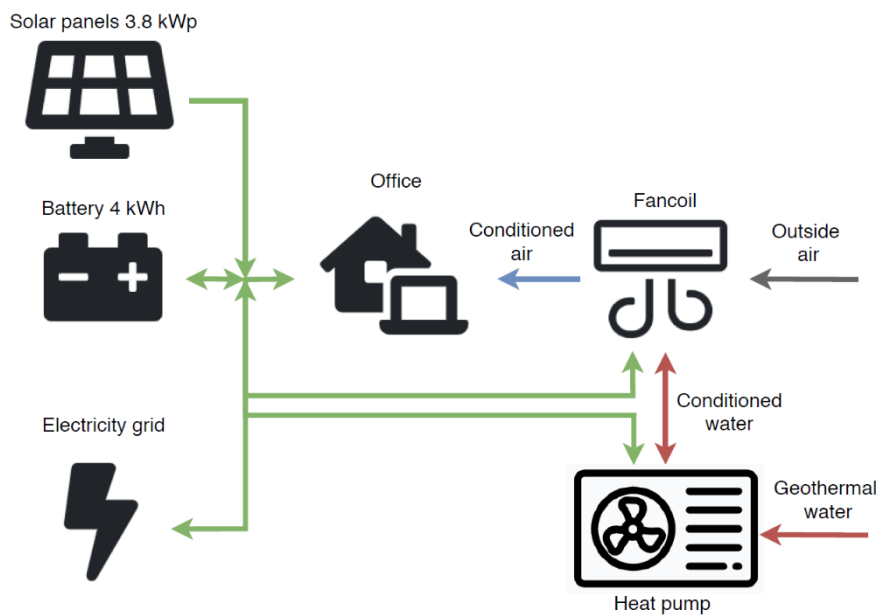 Solar panels 3.8 kWp
Office
Battery 4 kWh
Fancoil
Conditioned
air
Outside
air
Electricity grid
Conditioned
water
Geothermal
water
Heat pump